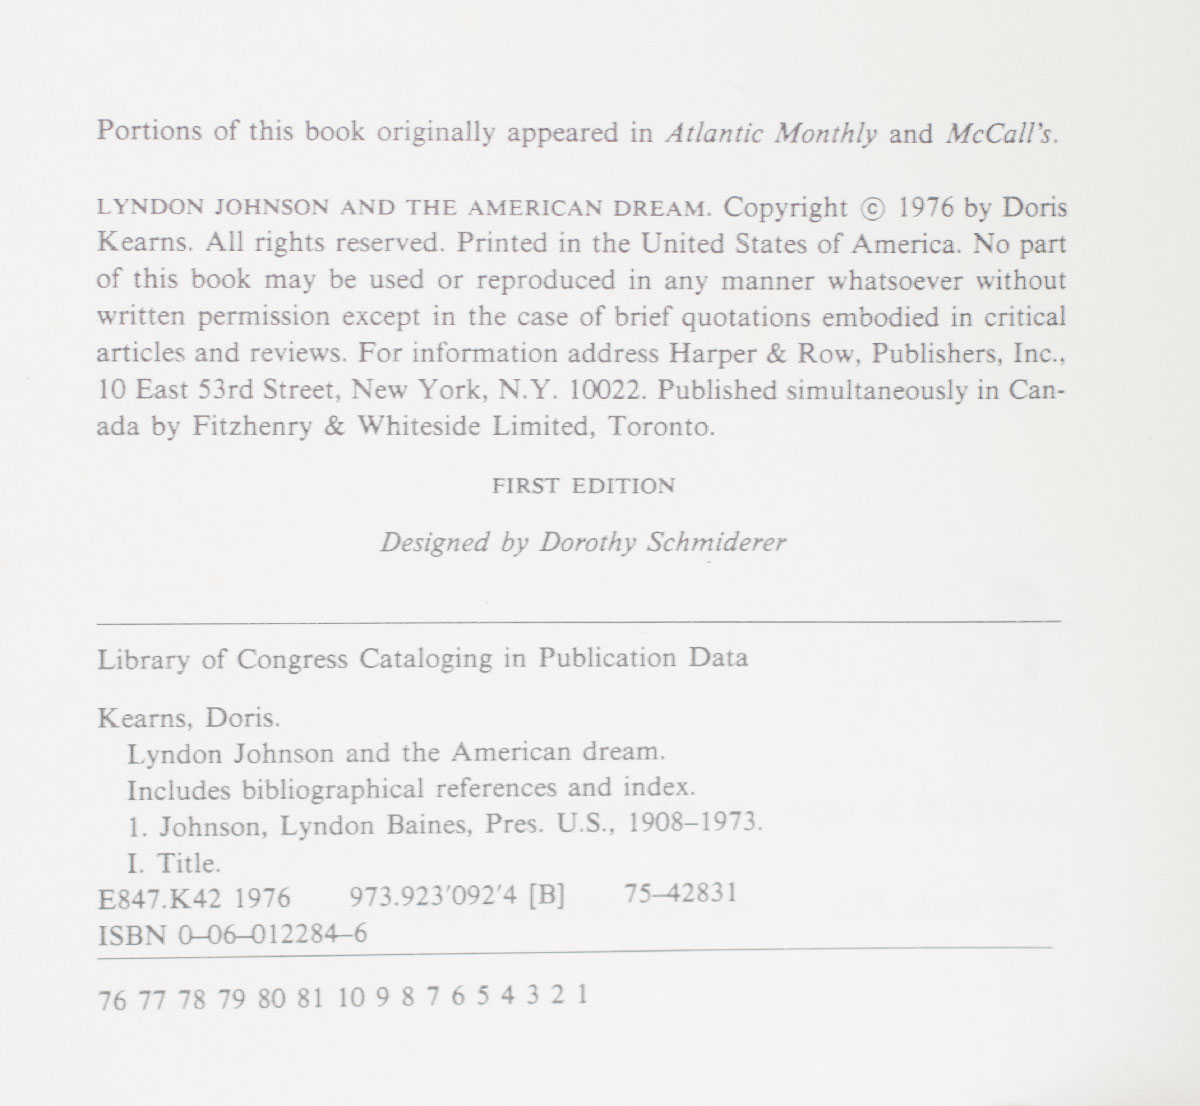 Portions of this book originally appeared in Atlantic Monthly and McCall's.
LYNDON JOHNSON AND THE AMERICAN DREAM. Copyright © 1976 by Doris
Kearns. All rights reserved. Printed in the United States of America. No part
of this book may be used or reproduced in any manner whatsoever without
written permission except in the case of brief quotations embodied in critical
articles and reviews. For information address Harper & Row, Publishers, Inc.,
10 East 53rd Street, New York, N.Y. 10022. Published simultaneously in Can-
ada by Fitzhenry & Whiteside Limited, Toronto.
FIRST EDITION
Designed by Dorothy Schmiderer
Library of Congress Cataloging in Publication Data
Kearns, Doris.
Lyndon Johnson and the American dream.
Includes bibliographical references and index.
1. Johnson, Lyndon Baines, Pres. U.S., 1908–1973.
I. Title.
E847.K42 1976 973.923'092'4 [B] 75–42831
ISBN 0–06–012284–6
76 77 78 79 80 81 10 9 8 7 6 5 4 3 2 1